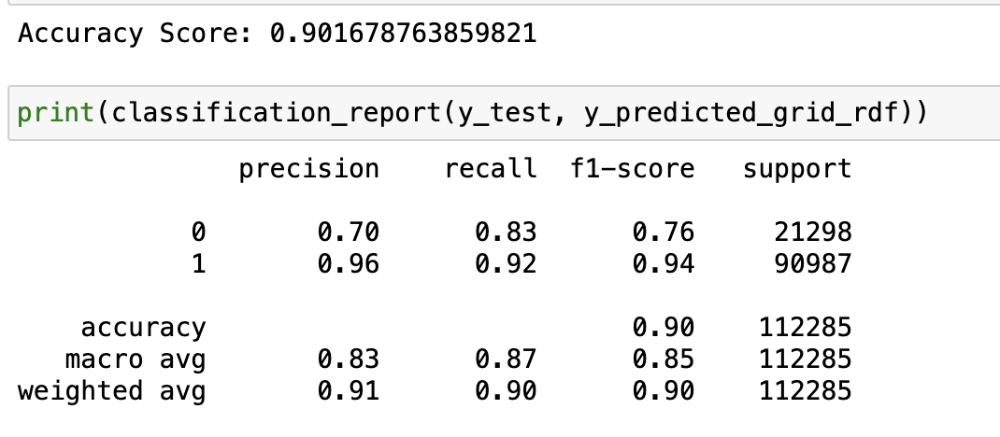 Accuracy Score: 0.901678763859821
print(classification_report(y_test, y_predicted_grid_rdf))
precision recall f1-score support
0 0.70 0.83 0.76 21298
1 0.96 0.92 0.94 90987
accuracy 0.90 112285
macro avg 0.83 0.87 0.85 112285
weighted avg 0.91 0.90 0.90 112285